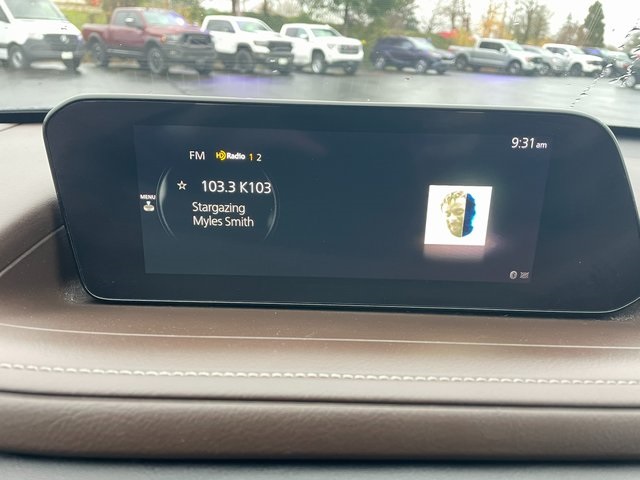 9:31 am
FM HD Radio 1 2
☆ 103.3 K103
MENU
Stargazing
Myles Smith